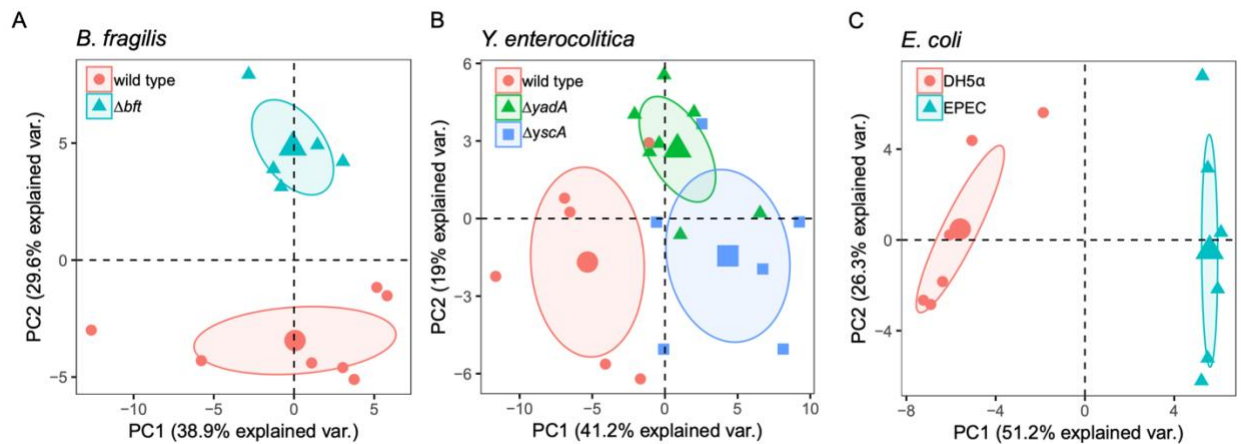 A
B. fragilis
wild type
Δbft
5
0
-5
-10
-5
0
5
PC2 (29.6% explained var.)
PC1 (38.9% explained var.)
B
Y. enterocolitica
wild type
ΔyadA
ΔyscA
6
3
0
-3
-6
-10
-5
0
5
10
PC2 (19% explained var.)
PC1 (41.2% explained var.)
C
E. coli
DH5α
EPEC
4
0
-4
-8
-4
0
4
PC2 (26.3% explained var.)
PC1 (51.2% explained var.)